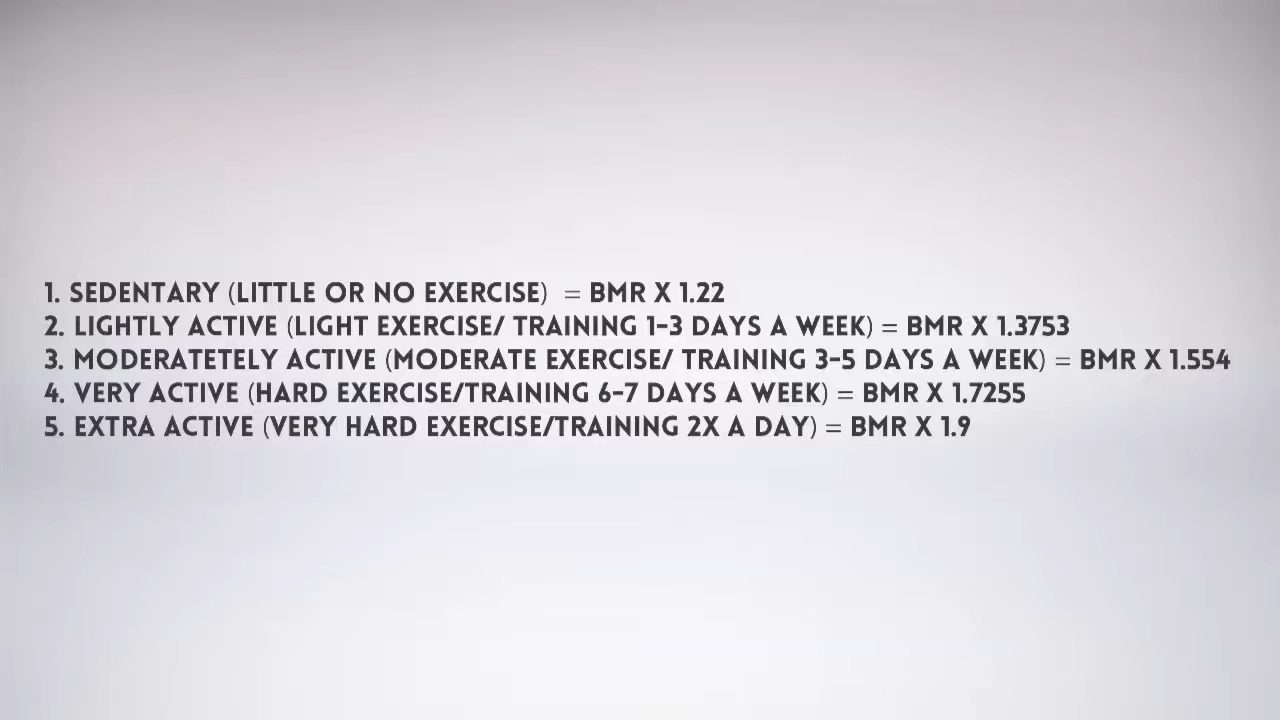 1. SEDENTARY (LITTLE OR NO EXERCISE)  = BMR X 1.22
2. LIGHTLY ACTIVE (LIGHT EXERCISE/ TRAINING 1-3 DAYS A WEEK) = BMR X 1.3753
3. MODERATETELY ACTIVE (MODERATE EXERCISE/ TRAINING 3-5 DAYS A WEEK) = BMR X 1.554
4. VERY ACTIVE (HARD EXERCISE/TRAINING 6-7 DAYS A WEEK) = BMR X 1.7255
5. EXTRA ACTIVE (VERY HARD EXERCISE/TRAINING 2X A DAY) = BMR X 1.9